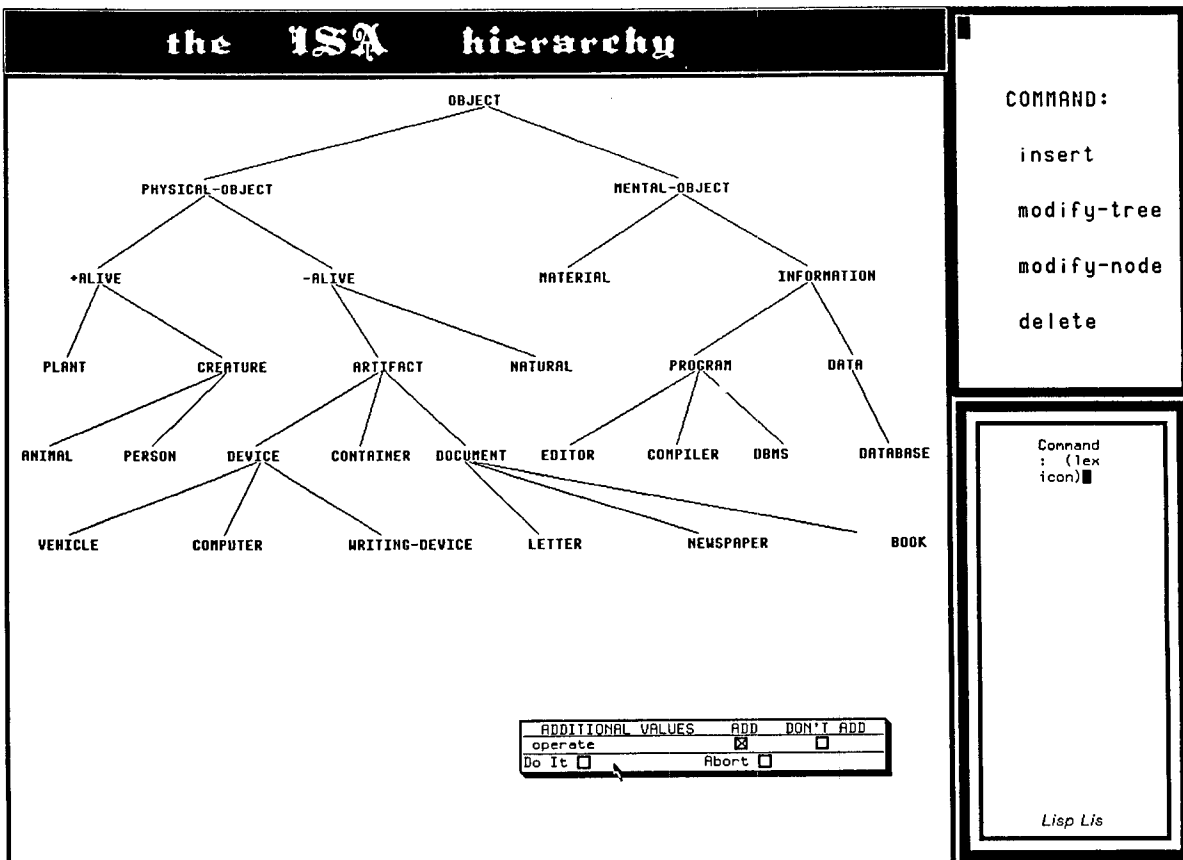 the ISA hierarchy
OBJECT
PHYSICAL-OBJECT MENTAL-OBJECT
+ALIVE -ALIVE MATERIAL INFORMATION
PLANT CREATURE ARTIFACT NATURAL PROGRAM DATA
ANIMAL PERSON DEVICE CONTAINER DOCUMENT EDITOR COMPILER DBMS DATABASE
VEHICLE COMPUTER WRITING-DEVICE LETTER NEWSPAPER BOOK
ADDITIONAL VALUES ADD DON'T ADD
operate
Do It Abort
COMMAND:
insert
modify-tree
modify-node
delete
Command
: (lex
icon)
Lisp Lis